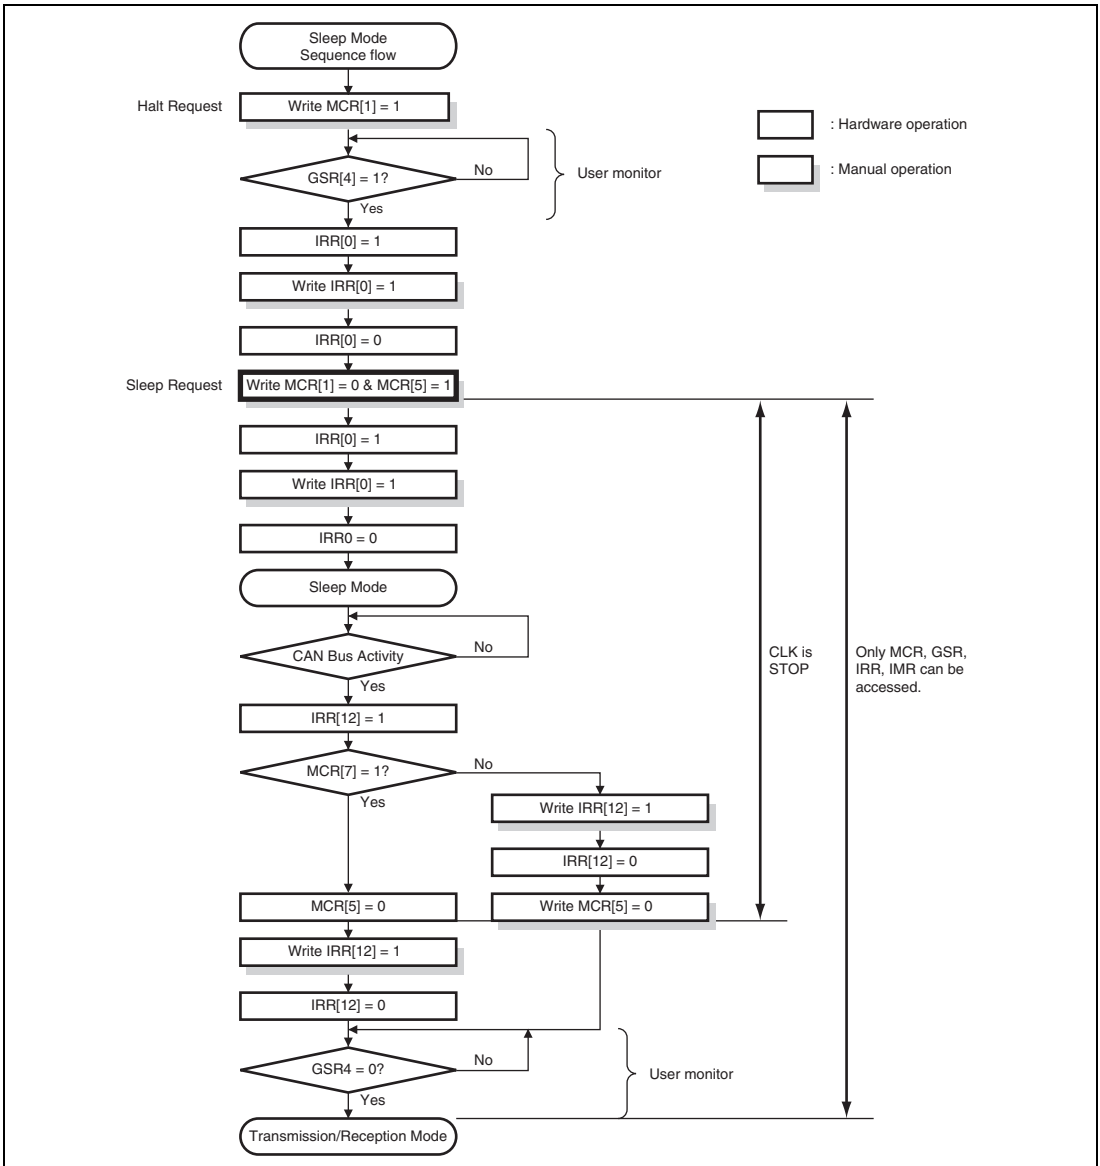 Sleep Mode
Sequence flow
Halt Request
Write MCR[1] = 1
: Hardware operation
GSR[4] = 1?
No
User monitor
: Manual operation
Yes
IRR[0] = 1
Write IRR[0] = 1
IRR[0] = 0
Sleep Request
Write MCR[1] = 0 & MCR[5] = 1
IRR[0] = 1
Write IRR[0] = 1
IRR0 = 0
Sleep Mode
CAN Bus Activity
No
CLK is
STOP
Only MCR, GSR,
IRR, IMR can be
accessed.
Yes
IRR[12] = 1
MCR[7] = 1?
No
Yes
Write IRR[12] = 1
IRR[12] = 0
MCR[5] = 0
Write MCR[5] = 0
Write IRR[12] = 1
IRR[12] = 0
GSR4 = 0?
No
User monitor
Yes
Transmission/Reception Mode